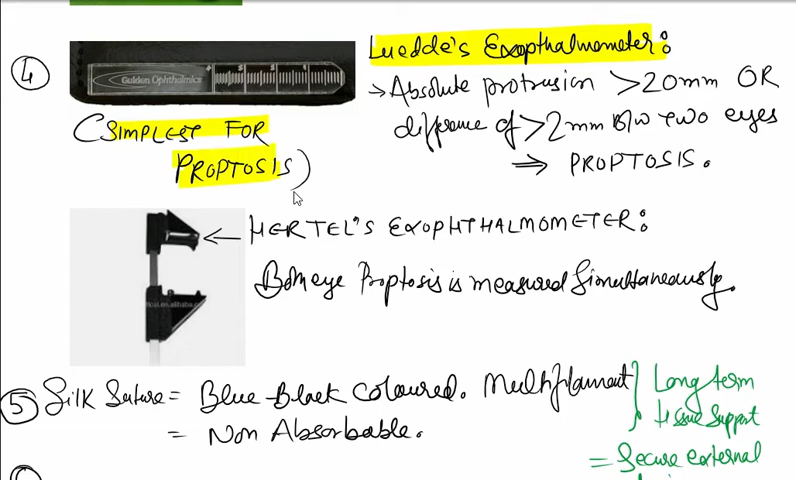 4
Gulden Ophthalmics
Luedde's Exopthalmometer:
→ Absolute protrusion >20mm OR
difference of >2mm B/w two eyes
⇒ PROPTOSIS.
(SIMPLEST FOR
PROPTOSIS)
← HERTEL'S EXOPHTHALMOMETER:
Both eye Proptosis is measured Simultaneously.
5 Silk Suture = Blue-Black Coloured. Multifilament
= Non Absorbable.
Long term
tissue support
= Secure external